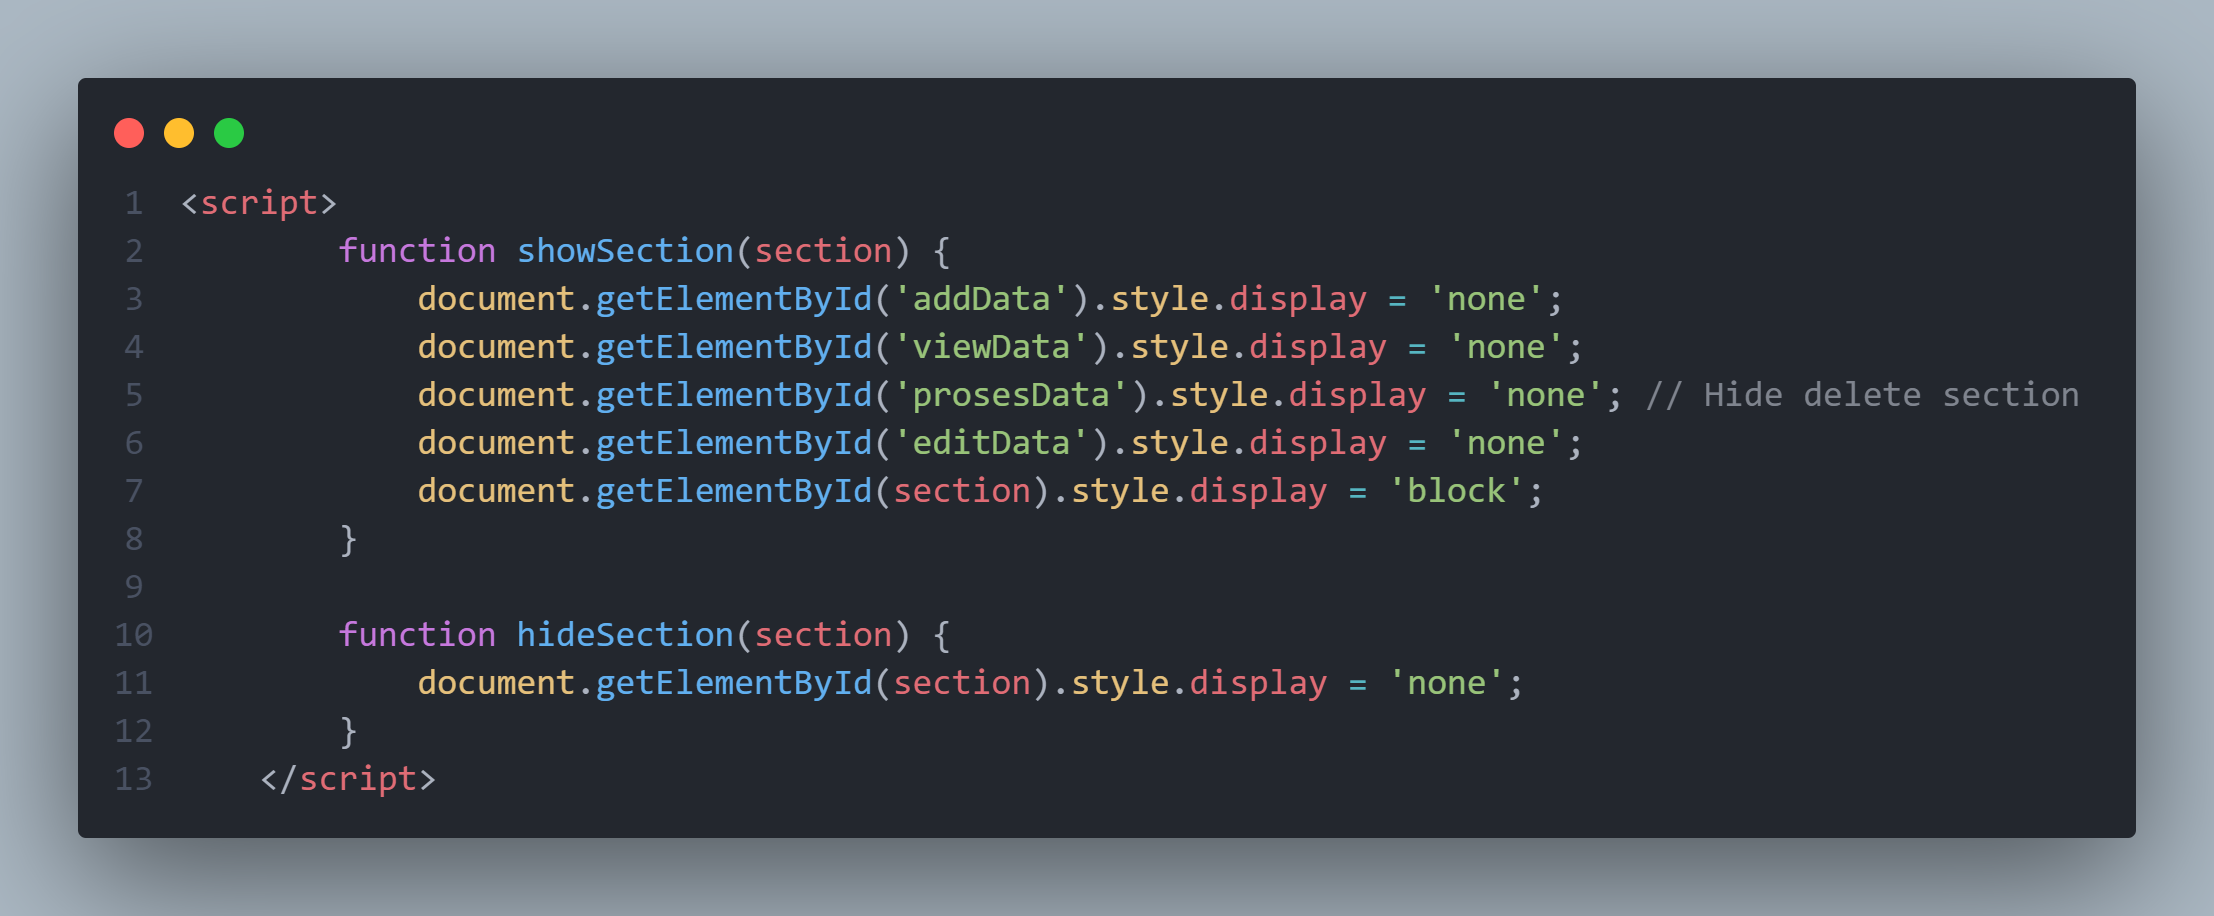 1 <script>
2 function showSection(section) {
3 document.getElementById('addData').style.display = 'none';
4 document.getElementById('viewData').style.display = 'none';
5 document.getElementById('prosesData').style.display = 'none'; // Hide delete section
6 document.getElementById('editData').style.display = 'none';
7 document.getElementById(section).style.display = 'block';
8 }
9
10 function hideSection(section) {
11 document.getElementById(section).style.display = 'none';
12 }
13 </script>